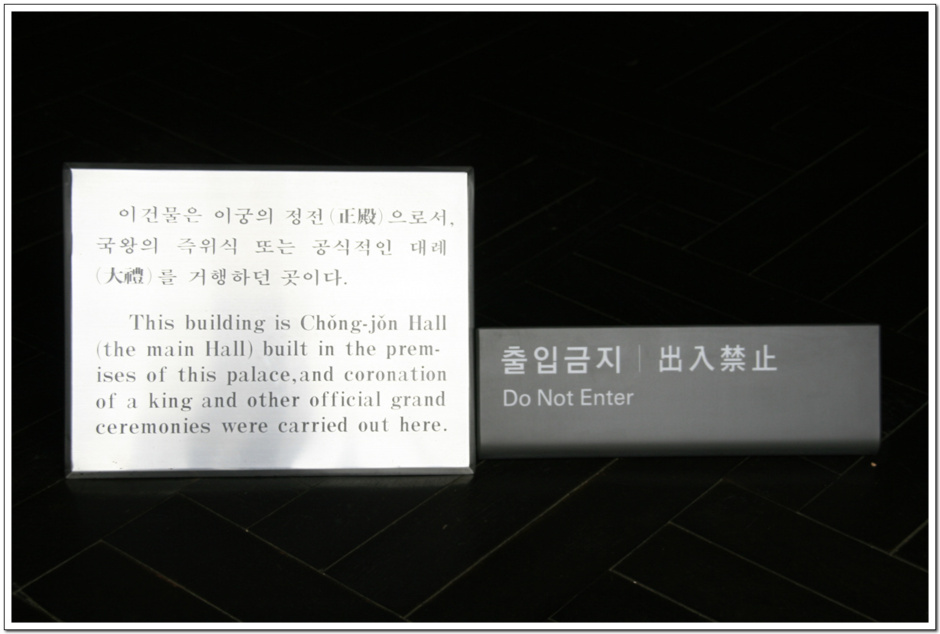 이건물은 이궁의 정전(正殿)으로서,
국왕의 즉위식 또는 공식적인 대례
(大禮)를 거행하던 곳이다.
This building is Chŏng-jŏn Hall
(the main Hall) built in the prem-
ises of this palace,and coronation
of a king and other official grand
ceremonies were carried out here.
출입금지 | 出入禁止
Do Not Enter